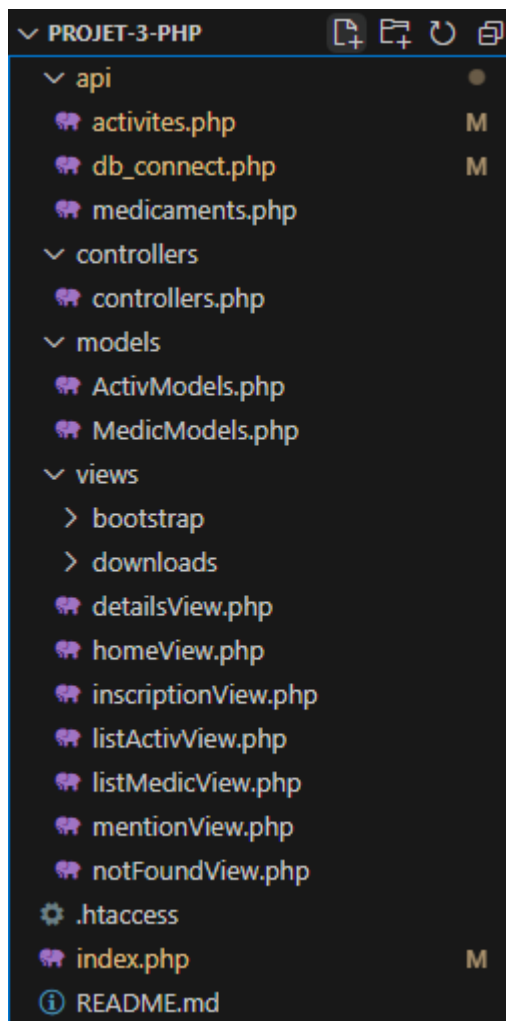 PROJET-3-PHP
api
activites.php M
db_connect.php M
medicaments.php
controllers
controllers.php
models
ActivModels.php
MedicModels.php
views
bootstrap
downloads
detailsView.php
homeView.php
inscriptionView.php
listActivView.php
listMedicView.php
mentionView.php
notFoundView.php
.htaccess
index.php M
README.md